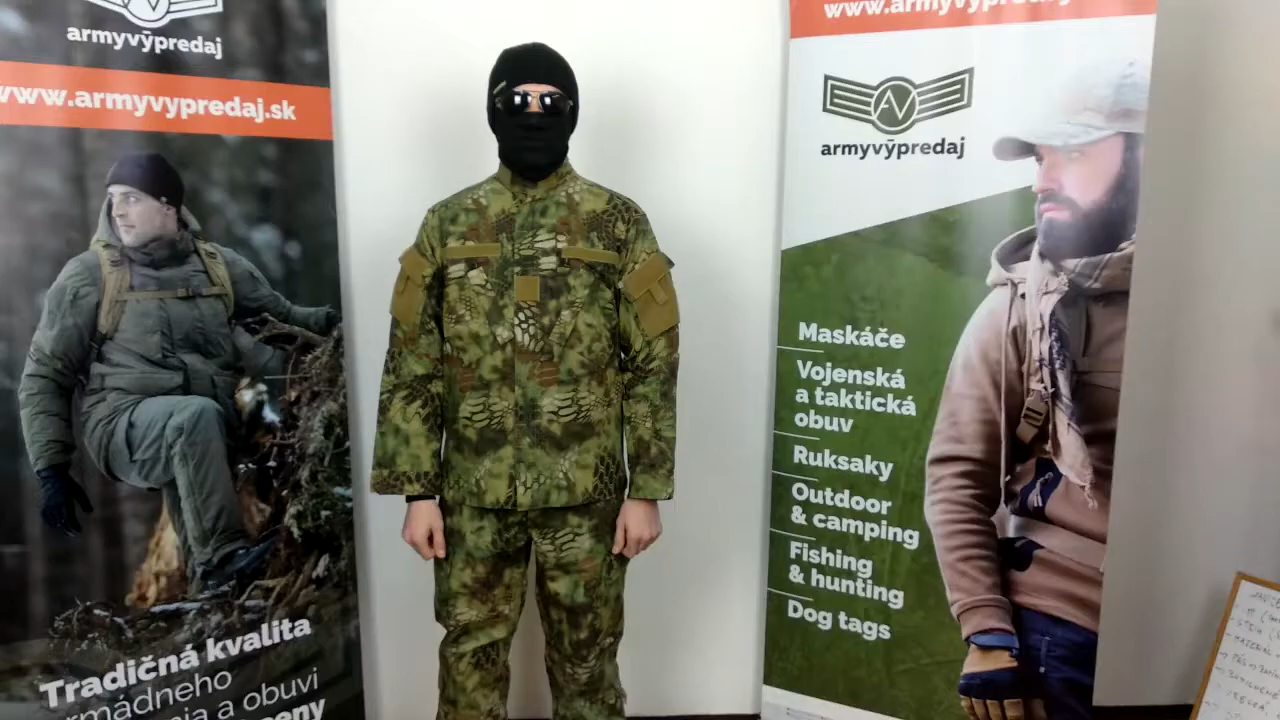 armyvýpredaj
www.armyvypredaj.sk
Tradičná kvalita
a obuvi
www.armyvypredaj
AV
armyvýpredaj
Maskáče
Vojenská
a taktická
obuv
Ruksaky
Outdoor
& camping
Fishing
& hunting
Dog tags